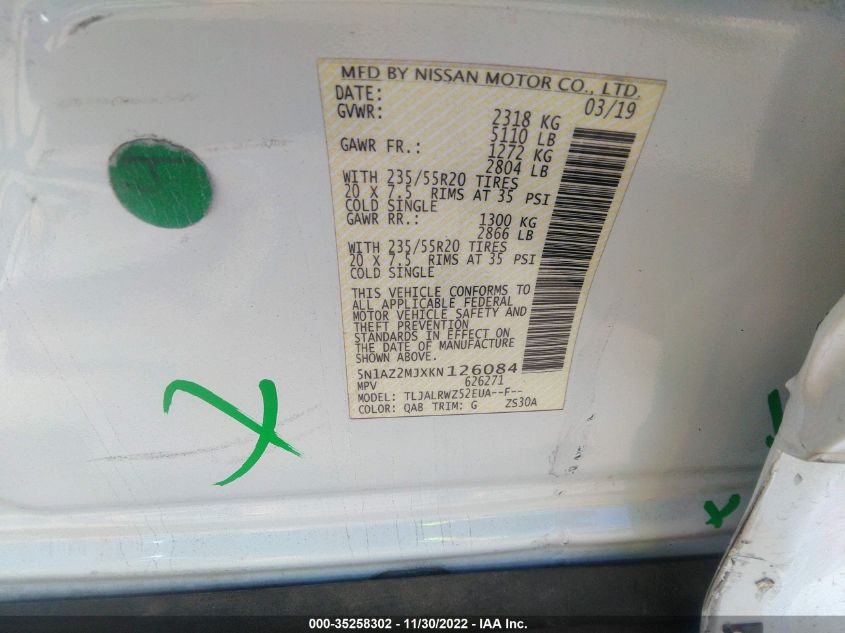 MFD BY NISSAN MOTOR CO., LTD.
DATE: 03/19
GVWR: 2318 KG
5110 LB
GAWR FR.: 1272 KG
2804 LB
WITH 235/55R20 TIRES
20 X 7.5 RIMS AT 35 PSI
COLD SINGLE
GAWR RR.: 1300 KG
2866 LB
WITH 235/55R20 TIRES
20 X 7.5 RIMS AT 35 PSI
COLD SINGLE
THIS VEHICLE CONFORMS TO
ALL APPLICABLE FEDERAL
MOTOR VEHICLE SAFETY AND
THEFT PREVENTION
STANDARDS IN EFFECT ON
THE DATE OF MANUFACTURE
SHOWN ABOVE.
5N1AZ2MJXKN126084
MPV 626271
MODEL: TLJALRWZ52EUA--F--
COLOR: QAB TRIM: G ZS30A
000-35258302 - 11/30/2022 - IAA Inc.